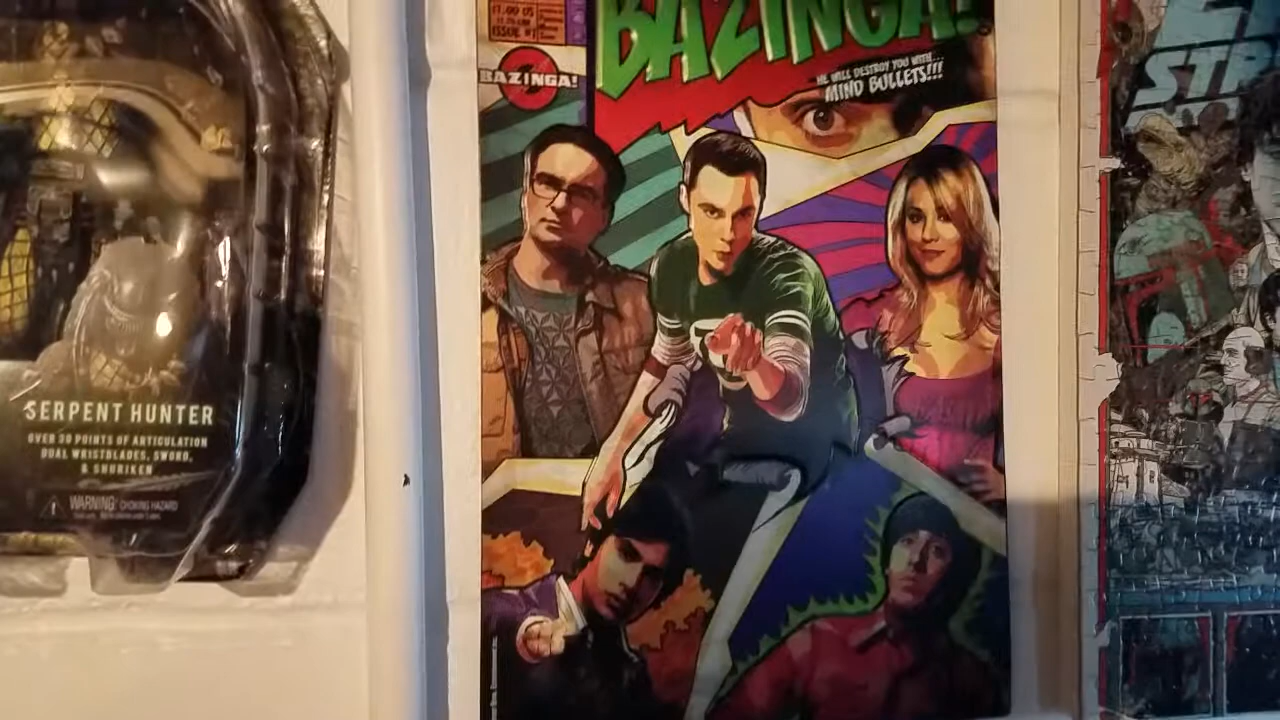 SERPENT HUNTER
OVER 30 POINTS OF ARTICULATION
DUAL WRISTBLADES, SWORD,
& SHURIKEN
WARNING: CHOKING HAZARD
ISSUE #1
BAZINGA!
BAZINGA!
HE WILL DESTROY YOU WITH...
MIND BULLETS!!!